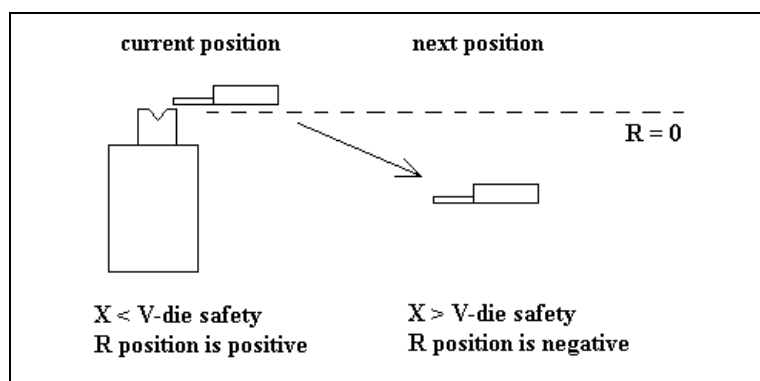 current position
next position
R = 0
X < V-die safety
R position is positive
X > V-die safety
R position is negative